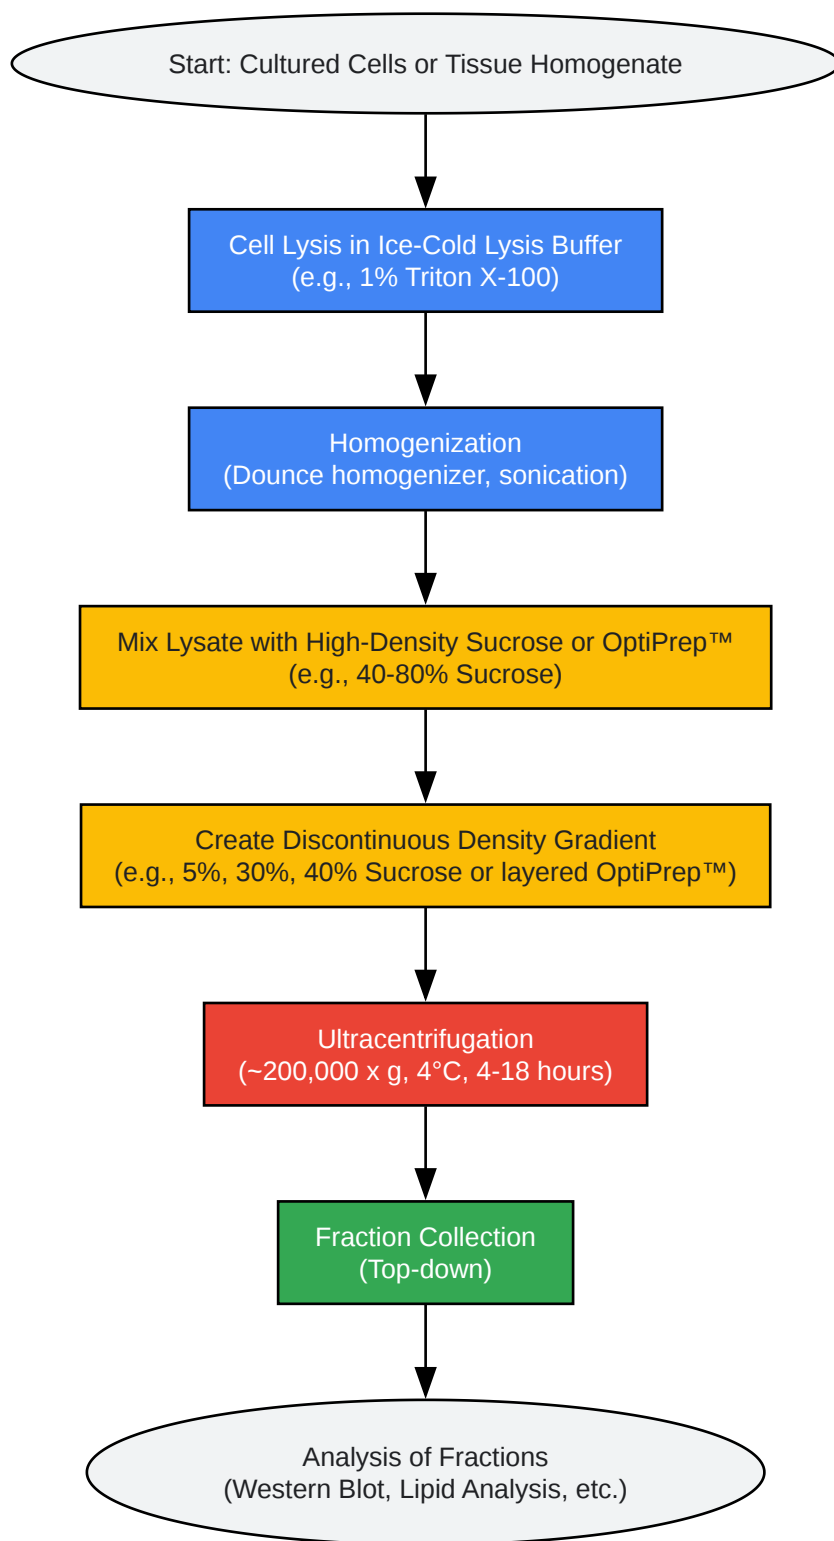 Start: Cultured Cells or Tissue Homogenate
Cell Lysis in Ice-Cold Lysis Buffer
(e.g., 1% Triton X-100)
Homogenization
(Dounce homogenizer, sonication)
Mix Lysate with High-Density Sucrose or OptiPrep™
(e.g., 40-80% Sucrose)
Create Discontinuous Density Gradient
(e.g., 5%, 30%, 40% Sucrose or layered OptiPrep™)
Ultracentrifugation
(~200,000 x g, 4°C, 4-18 hours)
Fraction Collection
(Top-down)
Analysis of Fractions
(Western Blot, Lipid Analysis, etc.)